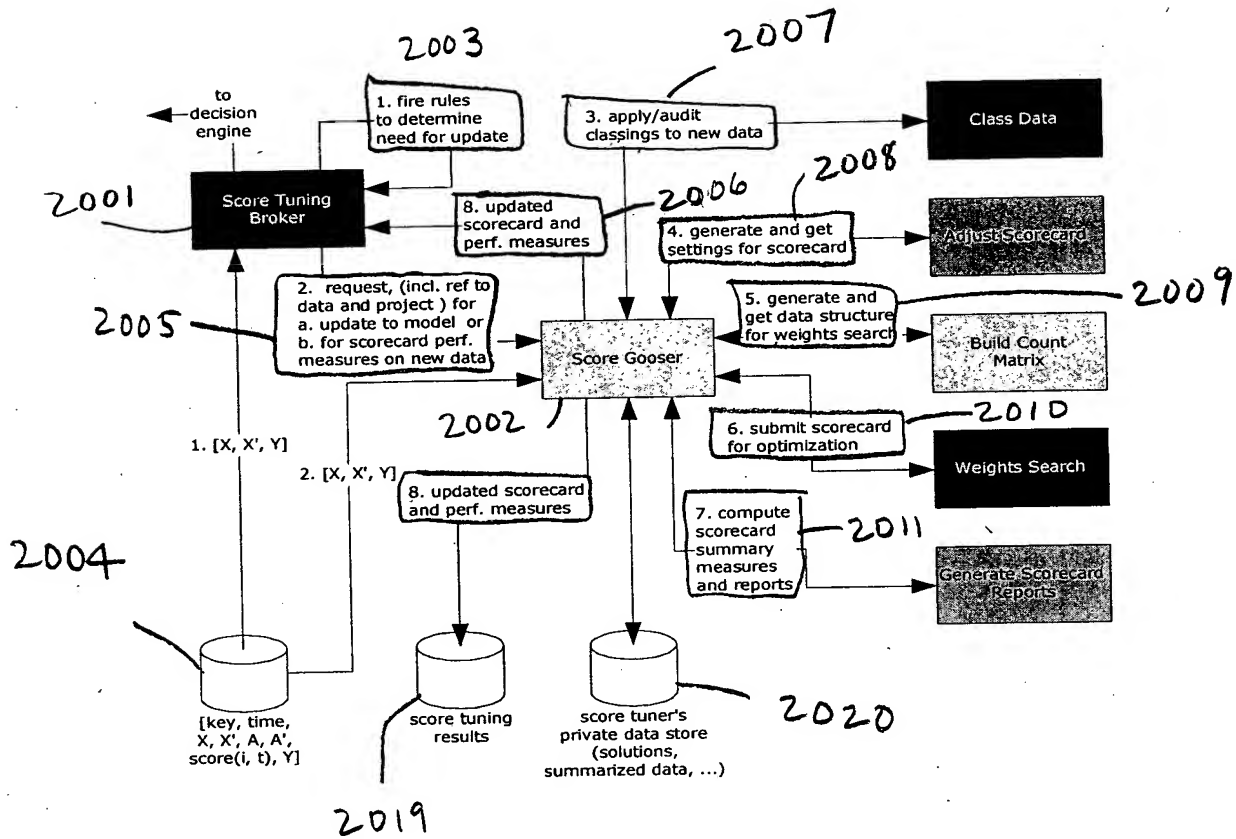 2003
2007
to
decision
engine
1. fire rules
to determine
need for update
3. apply/audit
classings to new data
Class Data
2001
Score Tuning
Broker
8. updated
scorecard and
perf. measures
2006
2008
4. generate and get
settings for scorecard
Adjust Scorecard
2. request, (incl. ref to
data and project ) for
a. update to model or
b. for scorecard perf.
measures on new data
2005
5. generate and
get data structure
for weights search
2009
Score Gooser
Build Count
Matrix
2002
2010
1. [X, X', Y]
2. [X, X', Y]
6. submit scorecard
for optimization
Weights Search
8. updated scorecard
and perf. measures
7. compute
scorecard
summary
measures
and reports
2011
Generate Scorecard
Reports
2004
[key, time,
X, X', A, A',
score(i, t), Y]
score tuning
results
score tuner's
private data store
(solutions,
summarized data, ...)
2020
2019